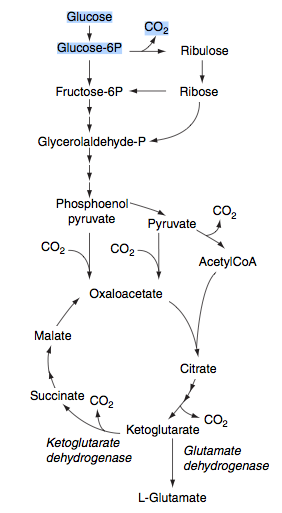 Glucose
CO2
Glucose-6P
Ribulose
Fructose-6P
Ribose
Glycerolaldehyde-P
Phosphoenol
pyruvate
Pyruvate
CO2
CO2
CO2
AcetylCoA
Oxaloacetate
Malate
Citrate
Succinate
CO2
CO2
Ketoglutarate
Ketoglutarate
dehydrogenase
Glutamate
dehydrogenase
L-Glutamate